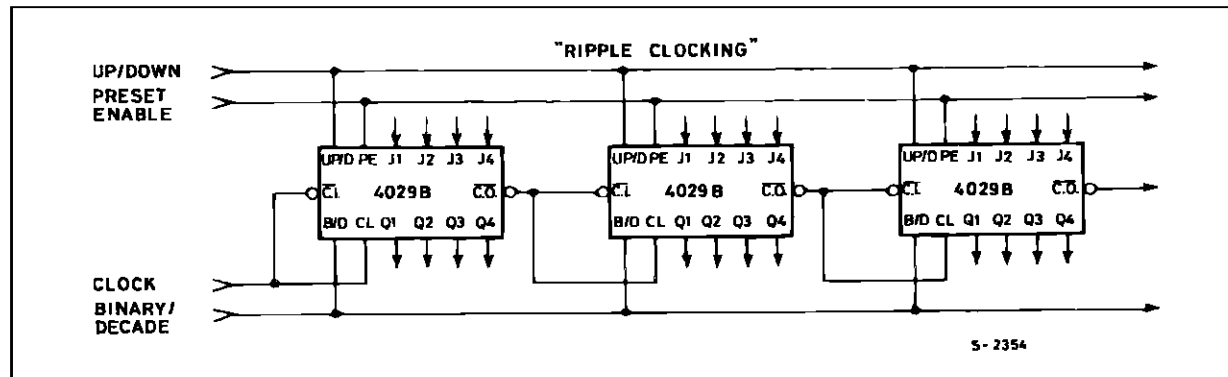 "RIPPLE CLOCKING"
UP/DOWN
PRESET
ENABLE
UP/D PE J1 J2 J3 J4
C.I. 4029B C.O.
B/D CL Q1 Q2 Q3 Q4
UP/D PE J1 J2 J3 J4
C.I. 4029B C.O.
B/D CL Q1 Q2 Q3 Q4
UP/D PE J1 J2 J3 J4
C.I. 4029B C.O.
B/D CL Q1 Q2 Q3 Q4
CLOCK
BINARY/
DECADE
S-2354